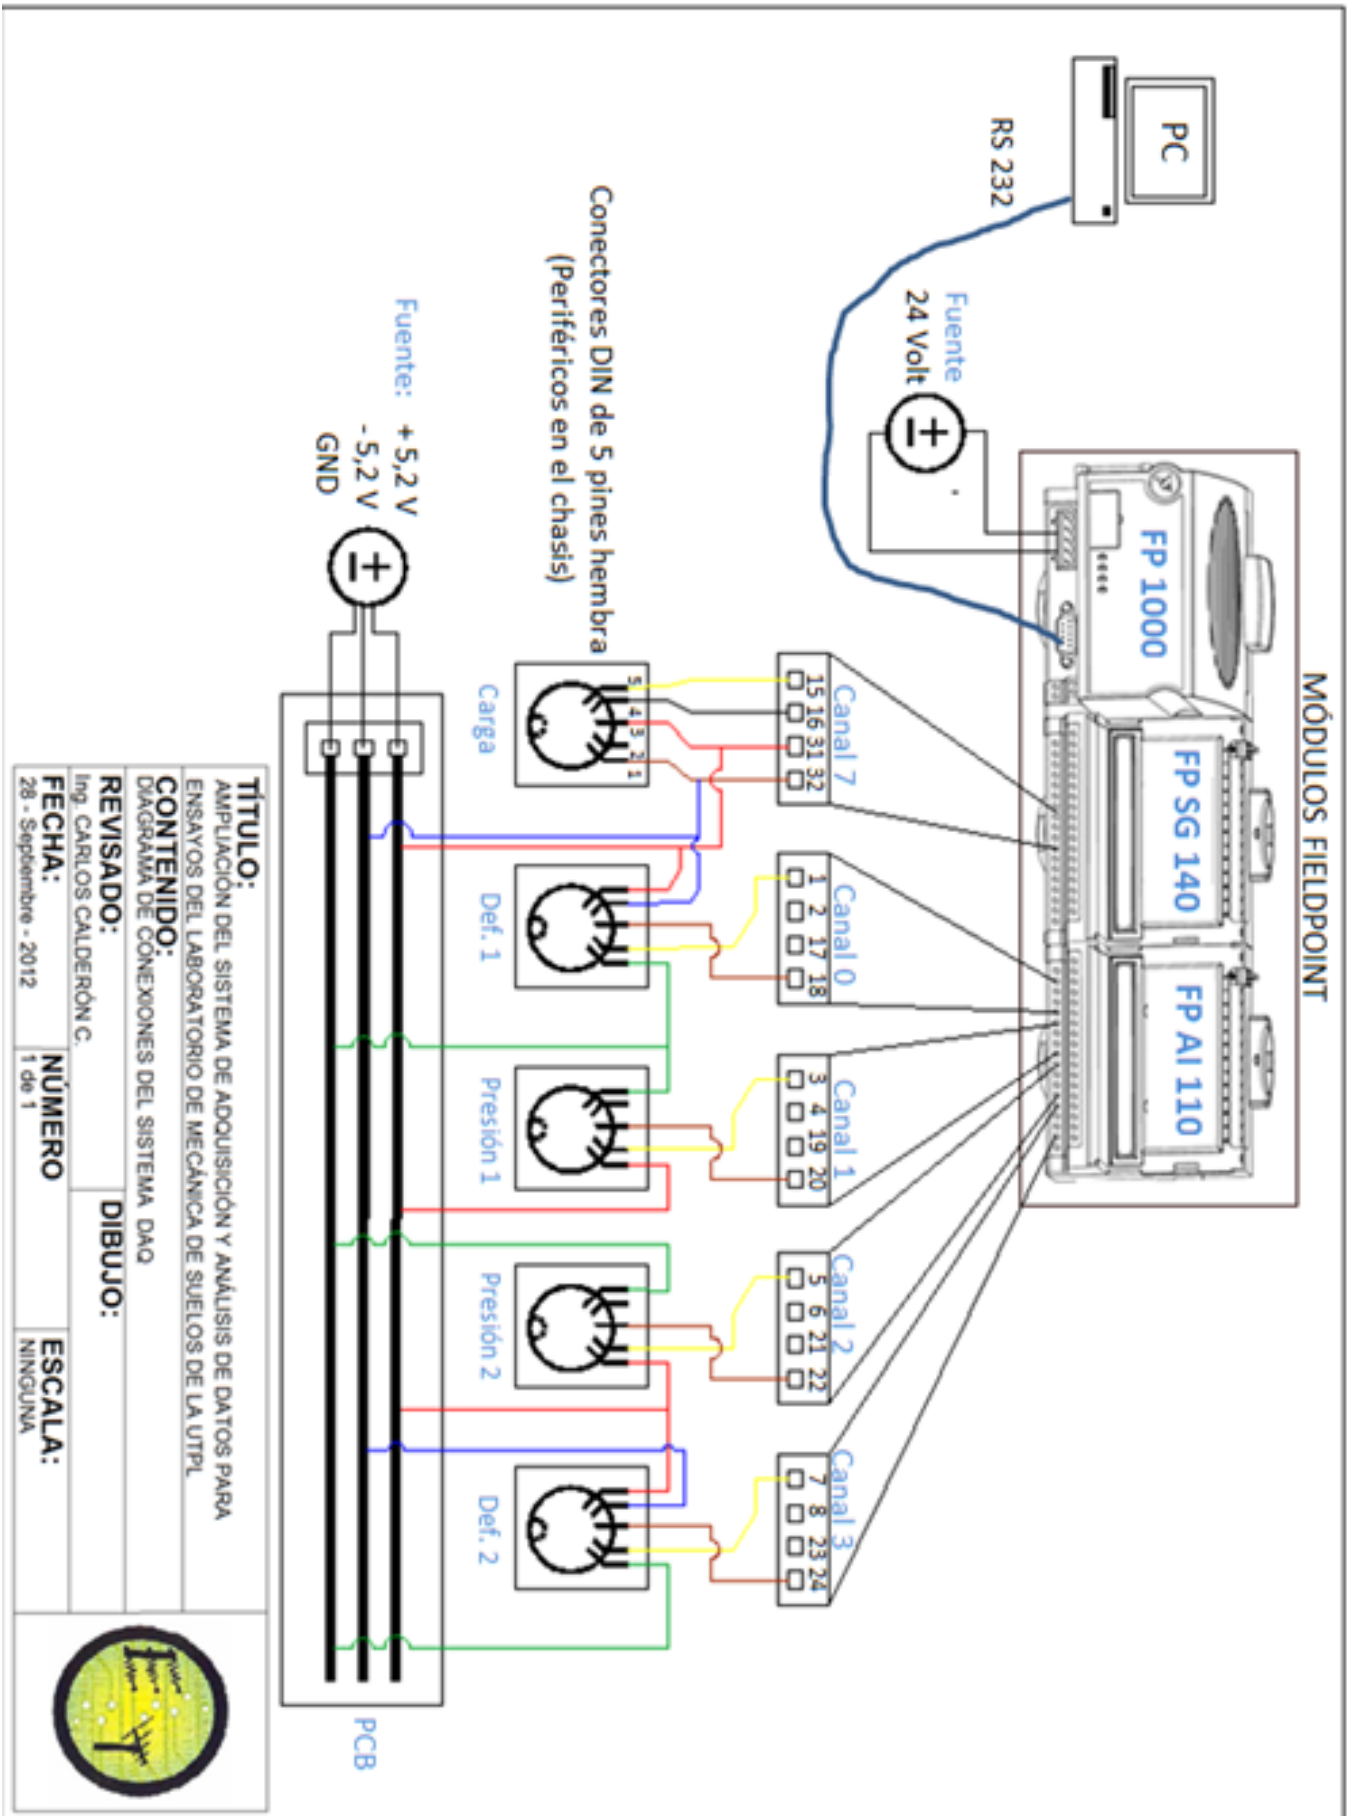 MÓDULOS FIELDPOINT
PC
RS 232
FP 1000
FP SG 140
FP AI 110
Fuente
24 Volt
Canal 7
15 16 31 32
Canal 0
1 2 17 18
Canal 1
3 4 19 20
Canal 2
5 6 21 22
Canal 3
7 8 23 24
Conectores DIN de 5 pines hembra
(Periféricos en el chasis)
5 4 3 2 1
Carga
Def. 1
Presión 1
Presión 2
Def. 2
Fuente: + 5,2 V
- 5,2 V
GND
PCB
TÍTULO:
AMPLIACIÓN DEL SISTEMA DE ADQUISICIÓN Y ANÁLISIS DE DATOS PARA
ENSAYOS DEL LABORATORIO DE MECÁNICA DE SUELOS DE LA UTPL
CONTENIDO:
DIAGRAMA DE CONEXIONES DEL SISTEMA DAQ
REVISADO:
Ing. CARLOS CALDERÓN C.
DIBUJO:
FECHA:
28 - Septiembre - 2012
NÚMERO
1 de 1
ESCALA:
NINGUNA